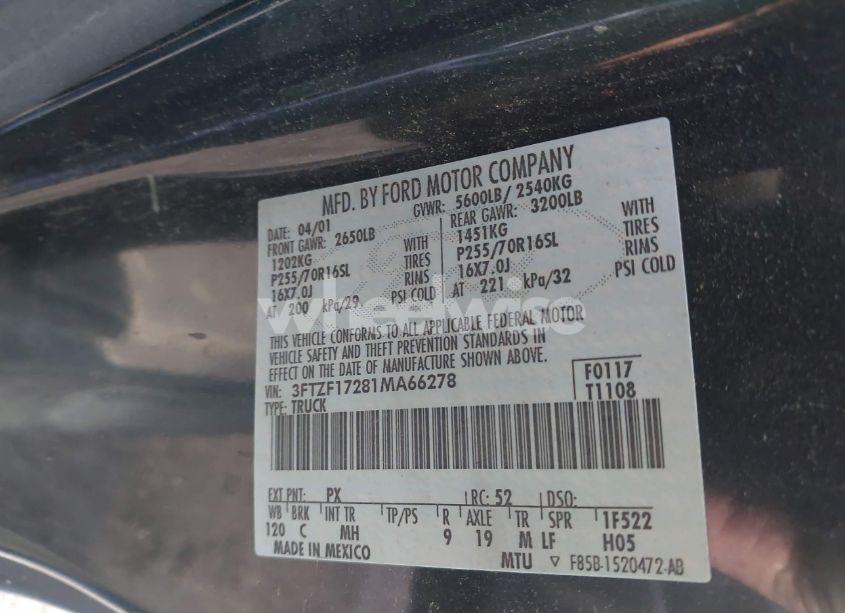 MFD. BY FORD MOTOR COMPANY
DATE: 04/01 GVWR: 5600LB/ 2540KG
FRONT GAWR: 2650LB REAR GAWR: 3200LB
1202KG WITH 1451KG WITH
P255/70R16SL TIRES P255/70R16SL TIRES
16X7.0J RIMS 16X7.0J RIMS
AT 200 kPa/29 PSI COLD AT 221 kPa/32 PSI COLD
wheelwise
THIS VEHICLE CONFORMS TO ALL APPLICABLE FEDERAL MOTOR
VEHICLE SAFETY AND THEFT PREVENTION STANDARDS IN
EFFECT ON THE DATE OF MANUFACTURE SHOWN ABOVE.
VIN: 3FTZF17281MA66278 F0117
TYPE: TRUCK T1108
EXT PNT: PX RC: 52 DSO:
WB BRK INT TR TP/PS R AXLE TR SPR 1F522
120 C MH 9 19 M LF H05
MADE IN MEXICO MTU ▽ F85B-1520472-AB